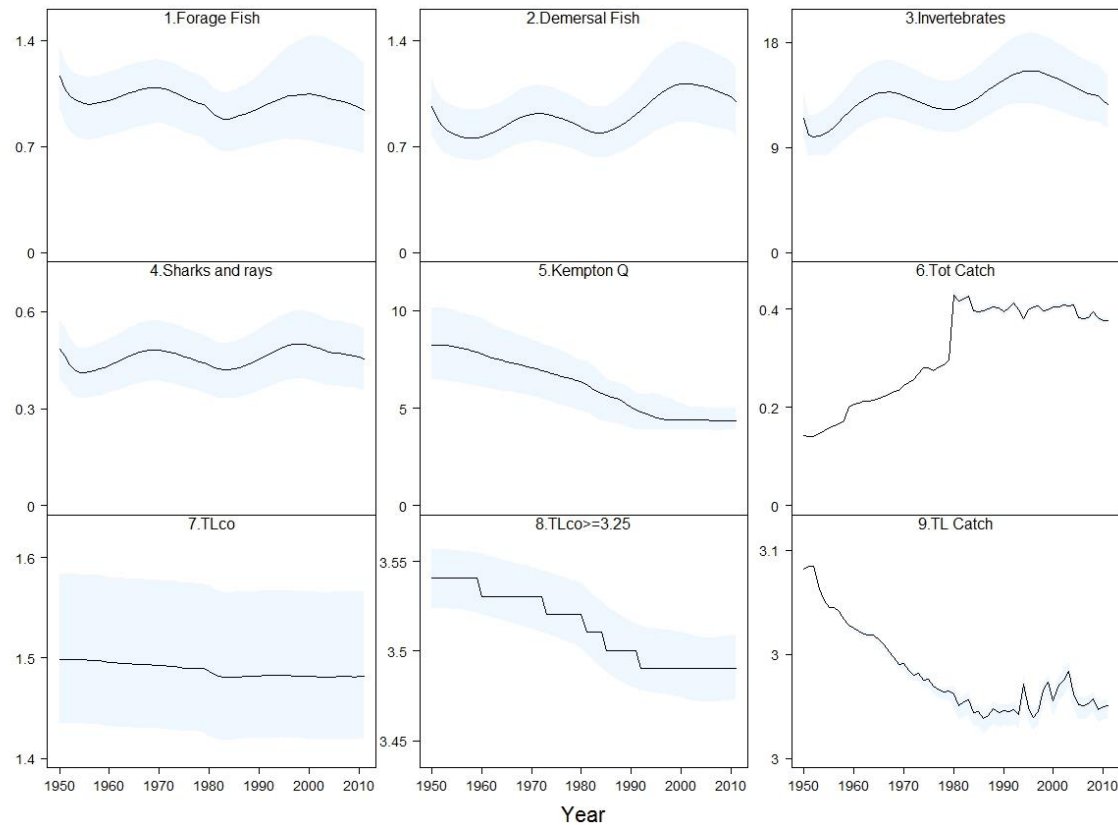 1.Forage Fish
2.Demersal Fish
3.Invertebrates
1.4
0.7
0
1.4
0.7
0
18
9
0
4.Sharks and rays
5.Kempton Q
6.Tot Catch
0.6
0.3
0
10
5
0
0.4
0.2
0
7.TLco
8.TLco>=3.25
9.TL Catch
1.6
1.5
1.4
3.55
3.5
3.45
3.1
3
3
1950 1960 1970 1980 1990 2000 2010
1950 1960 1970 1980 1990 2000 2010
1950 1960 1970 1980 1990 2000 2010
Year